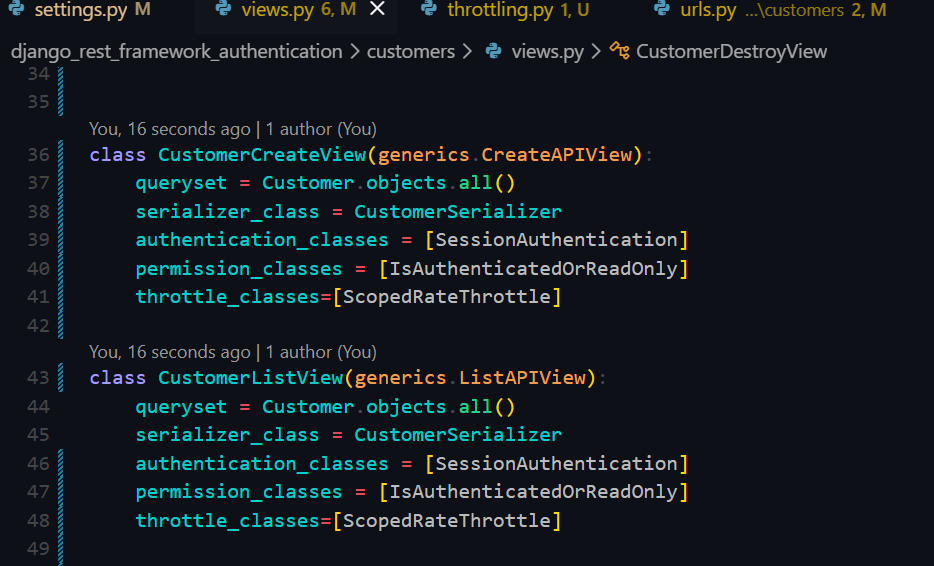 settings.py M views.py 6, M throttling.py 1, U urls.py ...\customers 2, M
django_rest_framework_authentication > customers > views.py > CustomerDestroyView
34
35
You, 16 seconds ago | 1 author (You)
36 class CustomerCreateView(generics.CreateAPIView):
37 queryset = Customer.objects.all()
38 serializer_class = CustomerSerializer
39 authentication_classes = [SessionAuthentication]
40 permission_classes = [IsAuthenticatedOrReadOnly]
41 throttle_classes=[ScopedRateThrottle]
42
You, 16 seconds ago | 1 author (You)
43 class CustomerListView(generics.ListAPIView):
44 queryset = Customer.objects.all()
45 serializer_class = CustomerSerializer
46 authentication_classes = [SessionAuthentication]
47 permission_classes = [IsAuthenticatedOrReadOnly]
48 throttle_classes=[ScopedRateThrottle]
49